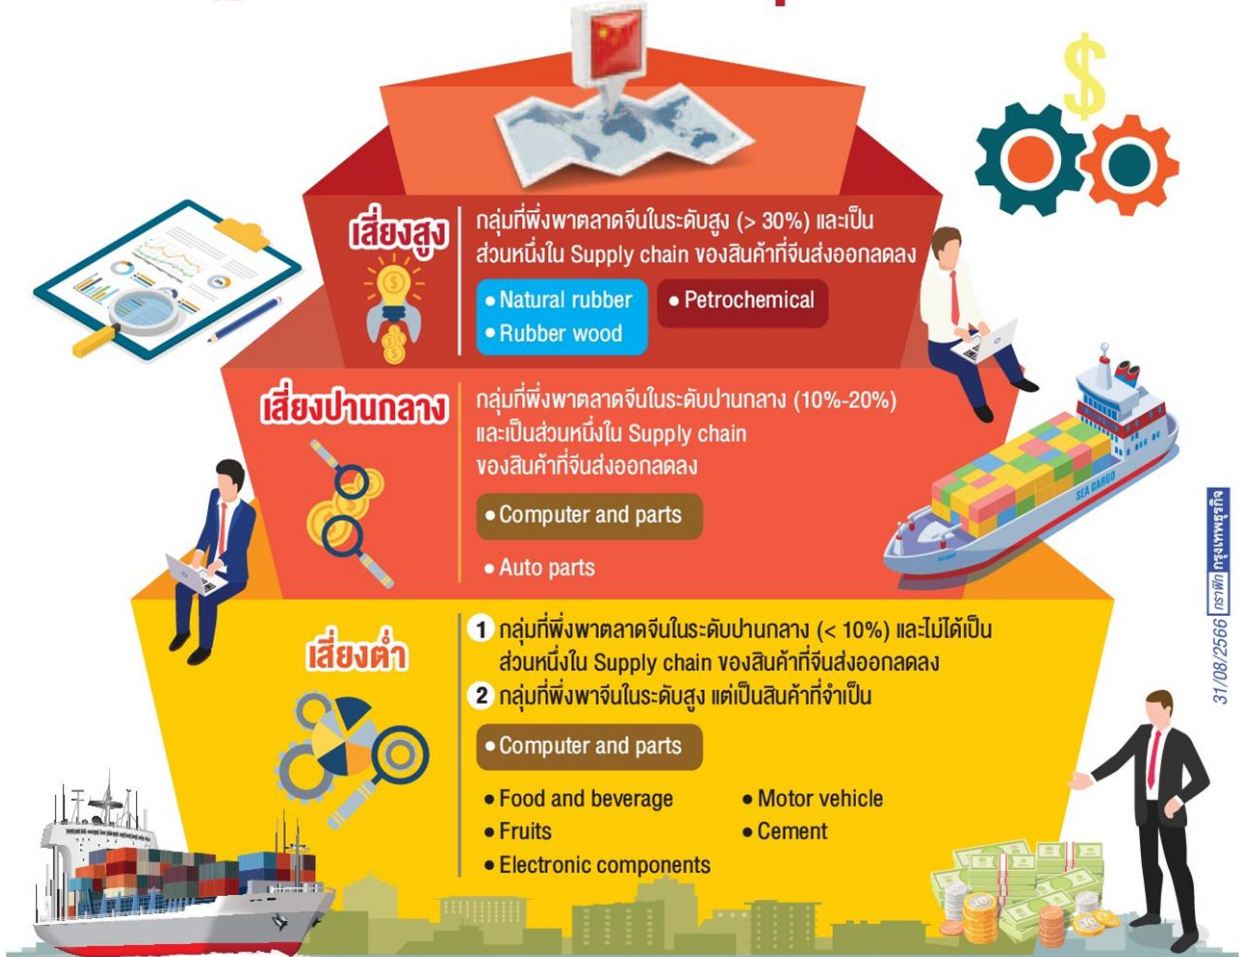 เสี่ยงสูง
กลุ่มที่พึ่งพาตลาดจีนในระดับสูง (> 30%) และเป็น
ส่วนหนึ่งใน Supply chain ของสินค้าที่จีนส่งออกลดลง
• Natural rubber
• Rubber wood
• Petrochemical
เสี่ยงปานกลาง
กลุ่มที่พึ่งพาตลาดจีนในระดับปานกลาง (10%-20%)
และเป็นส่วนหนึ่งใน Supply chain
ของสินค้าที่จีนส่งออกลดลง
• Computer and parts
• Auto parts
SEA CARGO
เสี่ยงต่ำ
1 กลุ่มที่พึ่งพาตลาดจีนในระดับปานกลาง (< 10%) และไม่ได้เป็น
ส่วนหนึ่งใน Supply chain ของสินค้าที่จีนส่งออกลดลง
2 กลุ่มที่พึ่งพาจีนในระดับสูง แต่เป็นสินค้าที่จำเป็น
• Computer and parts
• Food and beverage
• Fruits
• Electronic components
• Motor vehicle
• Cement
31/08/2566 กราฟิก กรุงเทพธุรกิจ